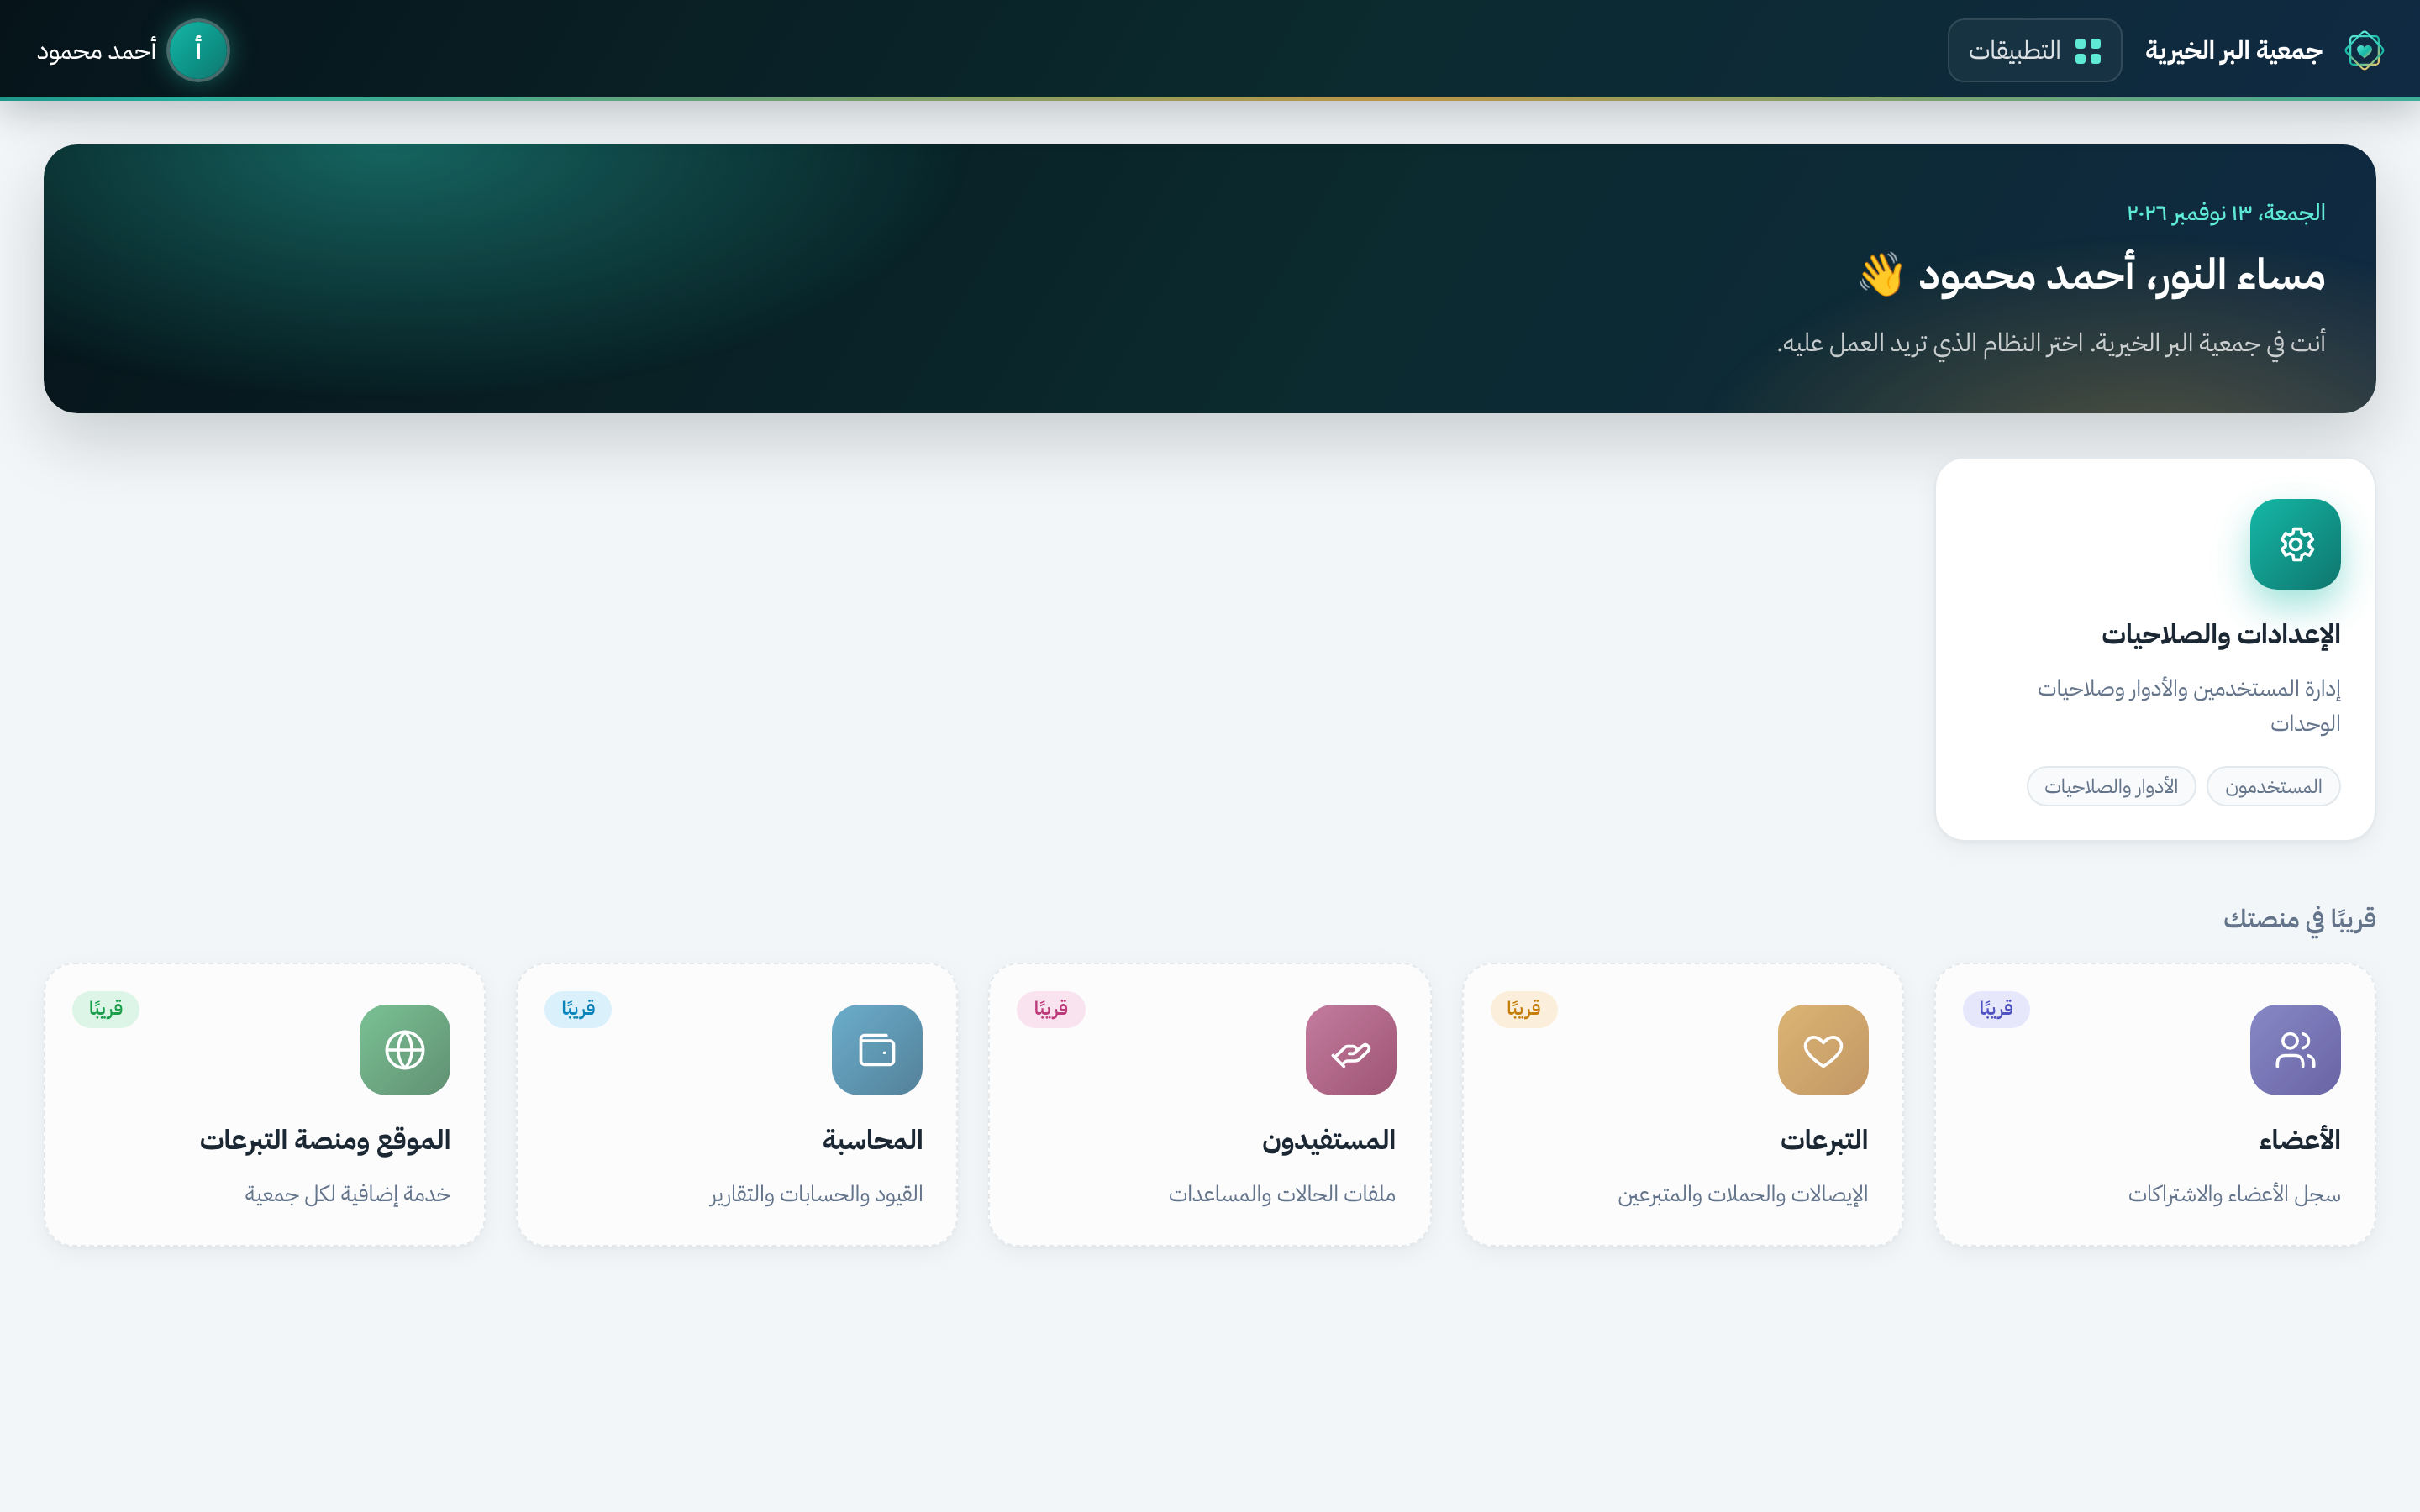 جمعية البر الخيرية
التطبيقات
أ
أحمد محمود
الجمعة، ١٣ نوفمبر ٢٠٢٦
مساء النور، أحمد محمود 👋
أنت في جمعية البر الخيرية. اختر النظام الذي تريد العمل عليه.
الإعدادات والصلاحيات
إدارة المستخدمين والأدوار وصلاحيات
الوحدات
المستخدمون
الأدوار والصلاحيات
قريبًا في منصتك
قريبًا
الأعضاء
سجل الأعضاء والاشتراكات
قريبًا
التبرعات
الإيصالات والحملات والمتبرعين
قريبًا
المستفيدون
ملفات الحالات والمساعدات
قريبًا
المحاسبة
القيود والحسابات والتقارير
قريبًا
الموقع ومنصة التبرعات
خدمة إضافية لكل جمعية